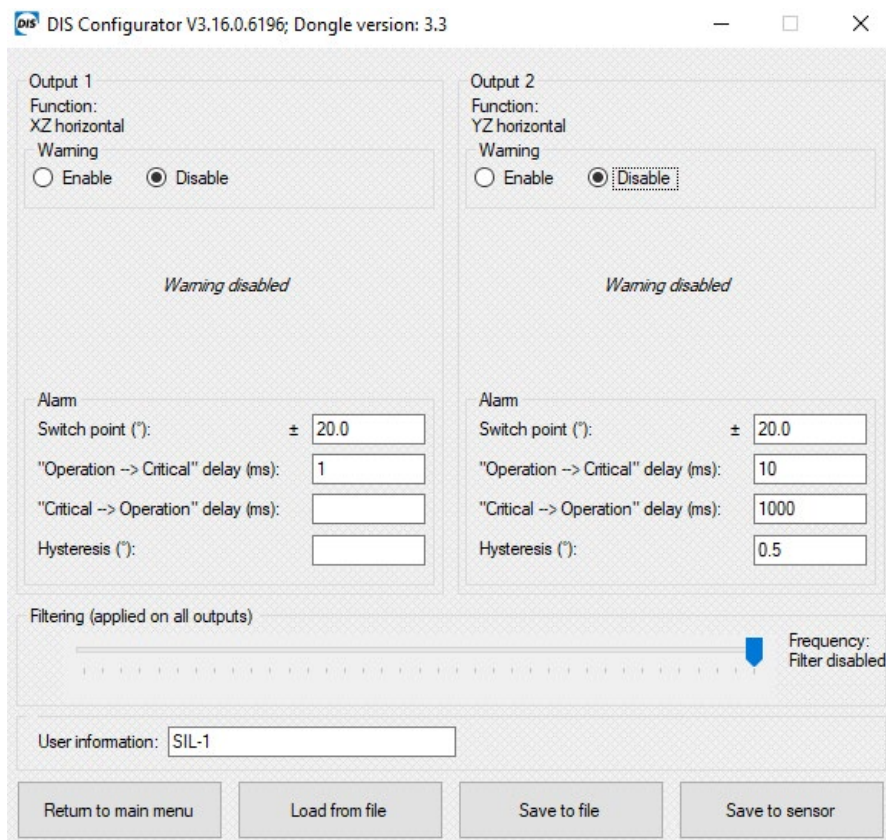 DIS DIS Configurator V3.16.0.6196; Dongle version: 3.3
Output 1
Function:
XZ horizontal
Warning
Enable Disable
Warning disabled
Alarm
Switch point (°): ± 20.0
"Operation --> Critical" delay (ms): 1
"Critical --> Operation" delay (ms):
Hysteresis (°):
Output 2
Function:
YZ horizontal
Warning
Enable Disable
Warning disabled
Alarm
Switch point (°): ± 20.0
"Operation --> Critical" delay (ms): 10
"Critical --> Operation" delay (ms): 1000
Hysteresis (°): 0.5
Filtering (applied on all outputs)
Frequency:
Filter disabled
User information: SIL-1
Return to main menu Load from file Save to file Save to sensor